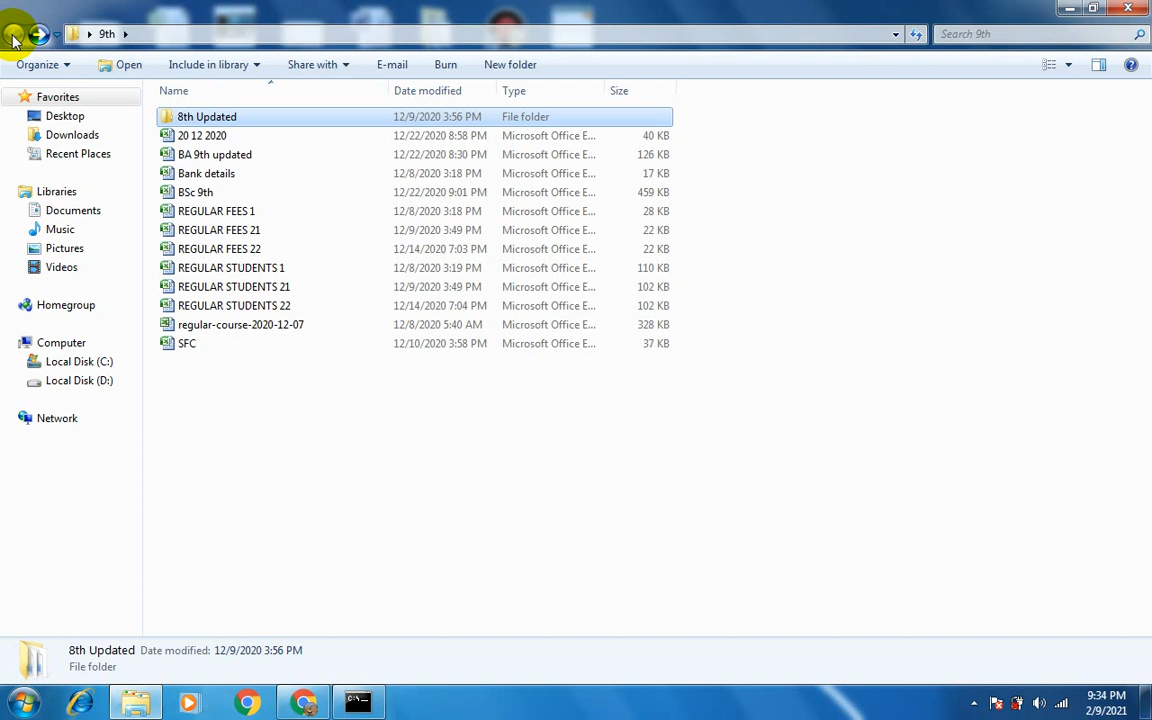 9th
Search 9th
Organize Open Include in library Share with E-mail Burn New folder
Name Date modified Type Size
Favorites
Desktop
Downloads
Recent Places
Libraries
Documents
Music
Pictures
Videos
Homegroup
Computer
Local Disk (C:)
Local Disk (D:)
Network
8th Updated 12/9/2020 3:56 PM File folder
20 12 2020 12/22/2020 8:58 PM Microsoft Office E... 40 KB
BA 9th updated 12/22/2020 8:30 PM Microsoft Office E... 126 KB
Bank details 12/8/2020 3:18 PM Microsoft Office E... 17 KB
BSc 9th 12/22/2020 9:01 PM Microsoft Office E... 459 KB
REGULAR FEES 1 12/8/2020 3:18 PM Microsoft Office E... 28 KB
REGULAR FEES 21 12/9/2020 3:49 PM Microsoft Office E... 22 KB
REGULAR FEES 22 12/14/2020 7:03 PM Microsoft Office E... 22 KB
REGULAR STUDENTS 1 12/8/2020 3:19 PM Microsoft Office E... 110 KB
REGULAR STUDENTS 21 12/9/2020 3:49 PM Microsoft Office E... 102 KB
REGULAR STUDENTS 22 12/14/2020 7:04 PM Microsoft Office E... 102 KB
regular-course-2020-12-07 12/8/2020 5:40 AM Microsoft Office E... 328 KB
SFC 12/10/2020 3:58 PM Microsoft Office E... 37 KB
8th Updated Date modified: 12/9/2020 3:56 PM
File folder
9:34 PM
2/9/2021